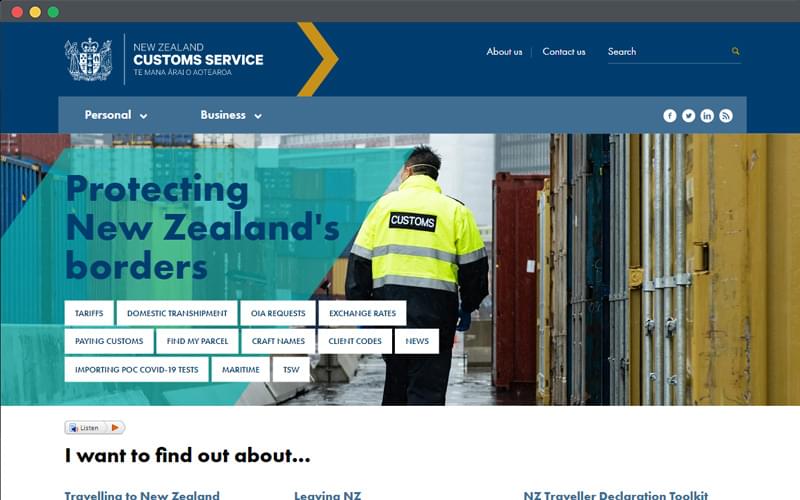 NEW ZEALAND
CUSTOMS SERVICE
TE MANA ĀRAI O AOTEAROA
About us
Contact us
Search
Personal
Business
Protecting
New Zealand's
borders
CUSTOMS
TARIFFS
DOMESTIC TRANSHIPMENT
OIA REQUESTS
EXCHANGE RATES
PAYING CUSTOMS
FIND MY PARCEL
CRAFT NAMES
CLIENT CODES
NEWS
IMPORTING POC COVID-19 TESTS
MARITIME
TSW
Listen
I want to find out about...
Travelling to New Zealand
Leaving NZ
NZ Traveller Declaration Toolkit